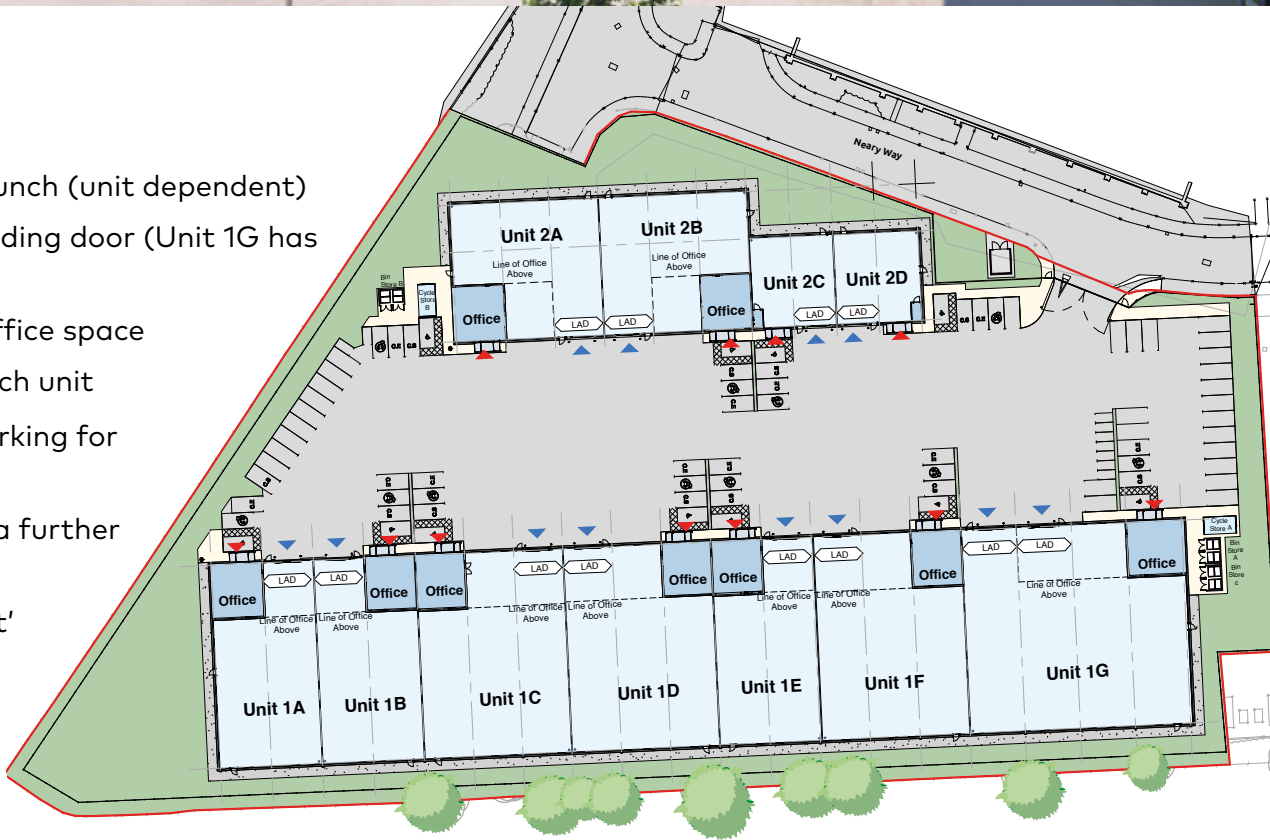 unch (unit dependent)
ding door (Unit 1G has
ffice space
ch unit
rking for
a further
t'
Neary Way
Unit 2A
Unit 2B
Line of Office
Above
Line of Office
Above
Unit 2C
Unit 2D
Bin
Store B
Cycle
Store
B
Office
LAD
LAD
Office
LAD
LAD
Office
LAD
LAD
Office
Office
LAD
LAD
Office
Office
LAD
LAD
Office
LAD
LAD
Office
Cycle
Store A
Bin
Store
A
Bin
Store
c
Line of Office
Above
Line of Office
Above
Line of Office
Above
Line of Office
Above
Line of Office
Above
Line of Office
Above
Line of Office
Above
Unit 1A
Unit 1B
Unit 1C
Unit 1D
Unit 1E
Unit 1F
Unit 1G